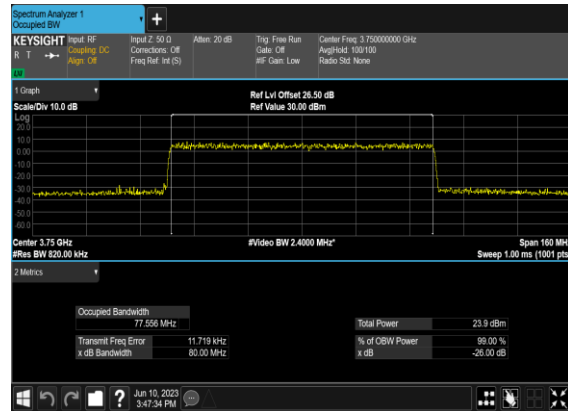 Spectrum Analyzer 1
Occupied BW
+
KEYSIGHT Input: RF
R T Coupling: DC
Align: Off
Input Z: 50 Ω
Corrections: Off
Freq Ref: Int (S)
Atten: 20 dB
Trig: Free Run
Gate: Off
#IF Gain: Low
Center Freq: 3.750000000 GHz
Avg|Hold: 100/100
Radio Std: None
1 Graph
Scale/Div 10.0 dB
Ref Lvl Offset 26.50 dB
Ref Value 30.00 dBm
Log
20.0
10.0
0.00
-10.0
-20.0
-30.0
-40.0
-50.0
-60.0
Center 3.75 GHz
#Res BW 820.00 kHz
#Video BW 2.4000 MHz*
Span 160 MHz
Sweep 1.00 ms (1001 pts)
2 Metrics
Occupied Bandwidth
77.556 MHz
Transmit Freq Error 11.719 kHz
x dB Bandwidth 80.00 MHz
Total Power 23.9 dBm
% of OBW Power 99.00 %
x dB -26.00 dB
?
Jun 10, 2023
3:47:34 PM